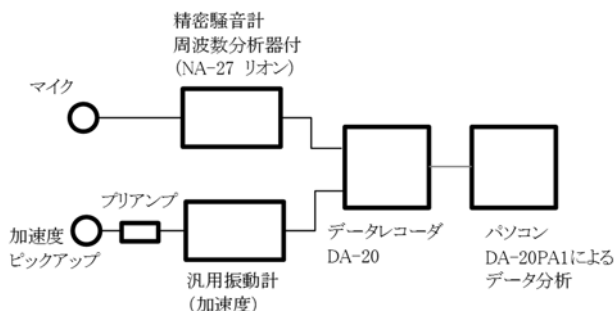 精密騒音計
周波数分析器付
(NA-27 リオン)
マイク
プリアンプ
加速度
ピックアップ
汎用振動計
(加速度)
データレコーダ
DA-20
パソコン
DA-20PA1による
データ分析